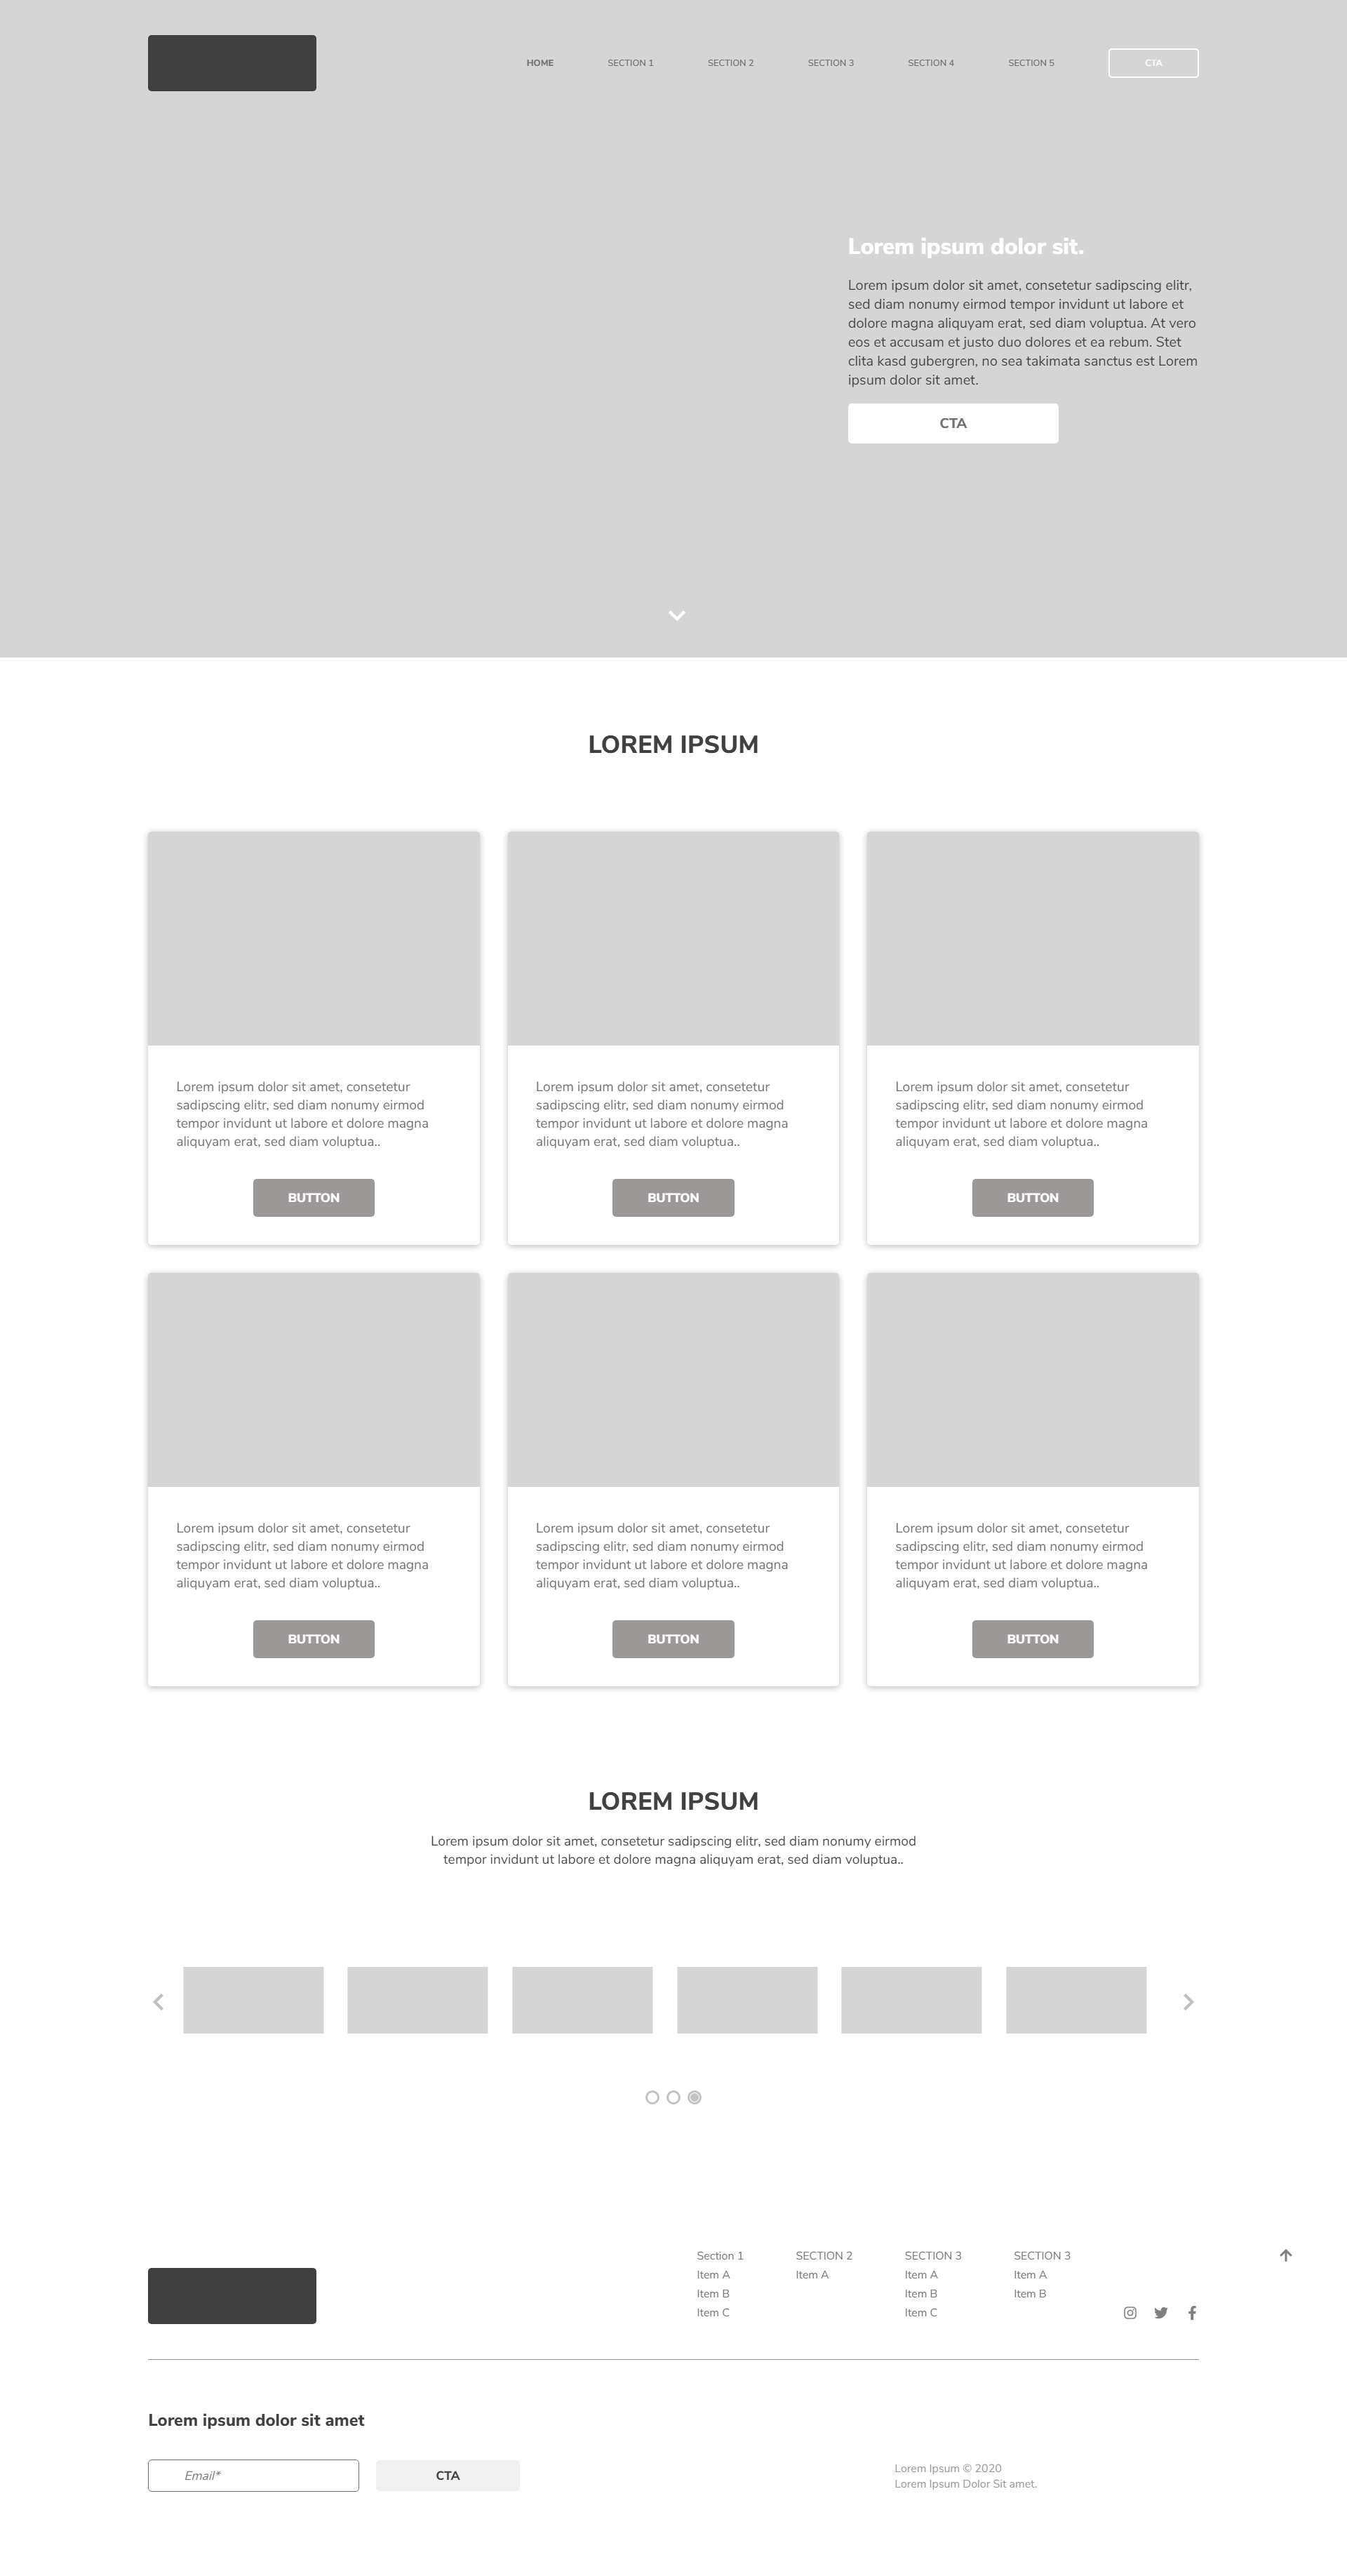 HOME
SECTION 1
SECTION 2
SECTION 3
SECTION 4
SECTION 5
CTA
Lorem ipsum dolor sit.
Lorem ipsum dolor sit amet, consetetur sadipscing elitr,
sed diam nonumy eirmod tempor invidunt ut labore et
dolore magna aliquyam erat, sed diam voluptua. At vero
eos et accusam et justo duo dolores et ea rebum. Stet
clita kasd gubergren, no sea takimata sanctus est Lorem
ipsum dolor sit amet.
CTA
LOREM IPSUM
Lorem ipsum dolor sit amet, consetetur
sadipscing elitr, sed diam nonumy eirmod
tempor invidunt ut labore et dolore magna
aliquyam erat, sed diam voluptua..
BUTTON
Lorem ipsum dolor sit amet, consetetur
sadipscing elitr, sed diam nonumy eirmod
tempor invidunt ut labore et dolore magna
aliquyam erat, sed diam voluptua..
BUTTON
Lorem ipsum dolor sit amet, consetetur
sadipscing elitr, sed diam nonumy eirmod
tempor invidunt ut labore et dolore magna
aliquyam erat, sed diam voluptua..
BUTTON
Lorem ipsum dolor sit amet, consetetur
sadipscing elitr, sed diam nonumy eirmod
tempor invidunt ut labore et dolore magna
aliquyam erat, sed diam voluptua..
BUTTON
Lorem ipsum dolor sit amet, consetetur
sadipscing elitr, sed diam nonumy eirmod
tempor invidunt ut labore et dolore magna
aliquyam erat, sed diam voluptua..
BUTTON
Lorem ipsum dolor sit amet, consetetur
sadipscing elitr, sed diam nonumy eirmod
tempor invidunt ut labore et dolore magna
aliquyam erat, sed diam voluptua..
BUTTON
LOREM IPSUM
Lorem ipsum dolor sit amet, consetetur sadipscing elitr, sed diam nonumy eirmod
tempor invidunt ut labore et dolore magna aliquyam erat, sed diam voluptua..
Section 1
Item A
Item B
Item C
SECTION 2
Item A
SECTION 3
Item A
Item B
Item C
SECTION 3
Item A
Item B
Lorem ipsum dolor sit amet
Email*
CTA
Lorem Ipsum © 2020
Lorem Ipsum Dolor Sit amet.